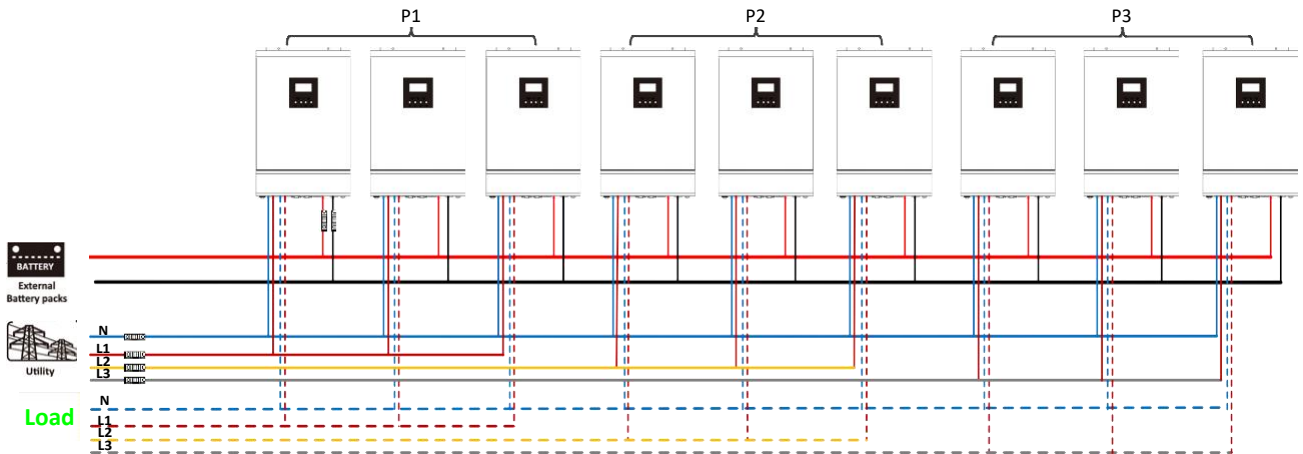 P1
P2
P3
BATTERY
External
Battery packs
Utility
N
L1
L2
L3
Load
N
L1
L2
L3